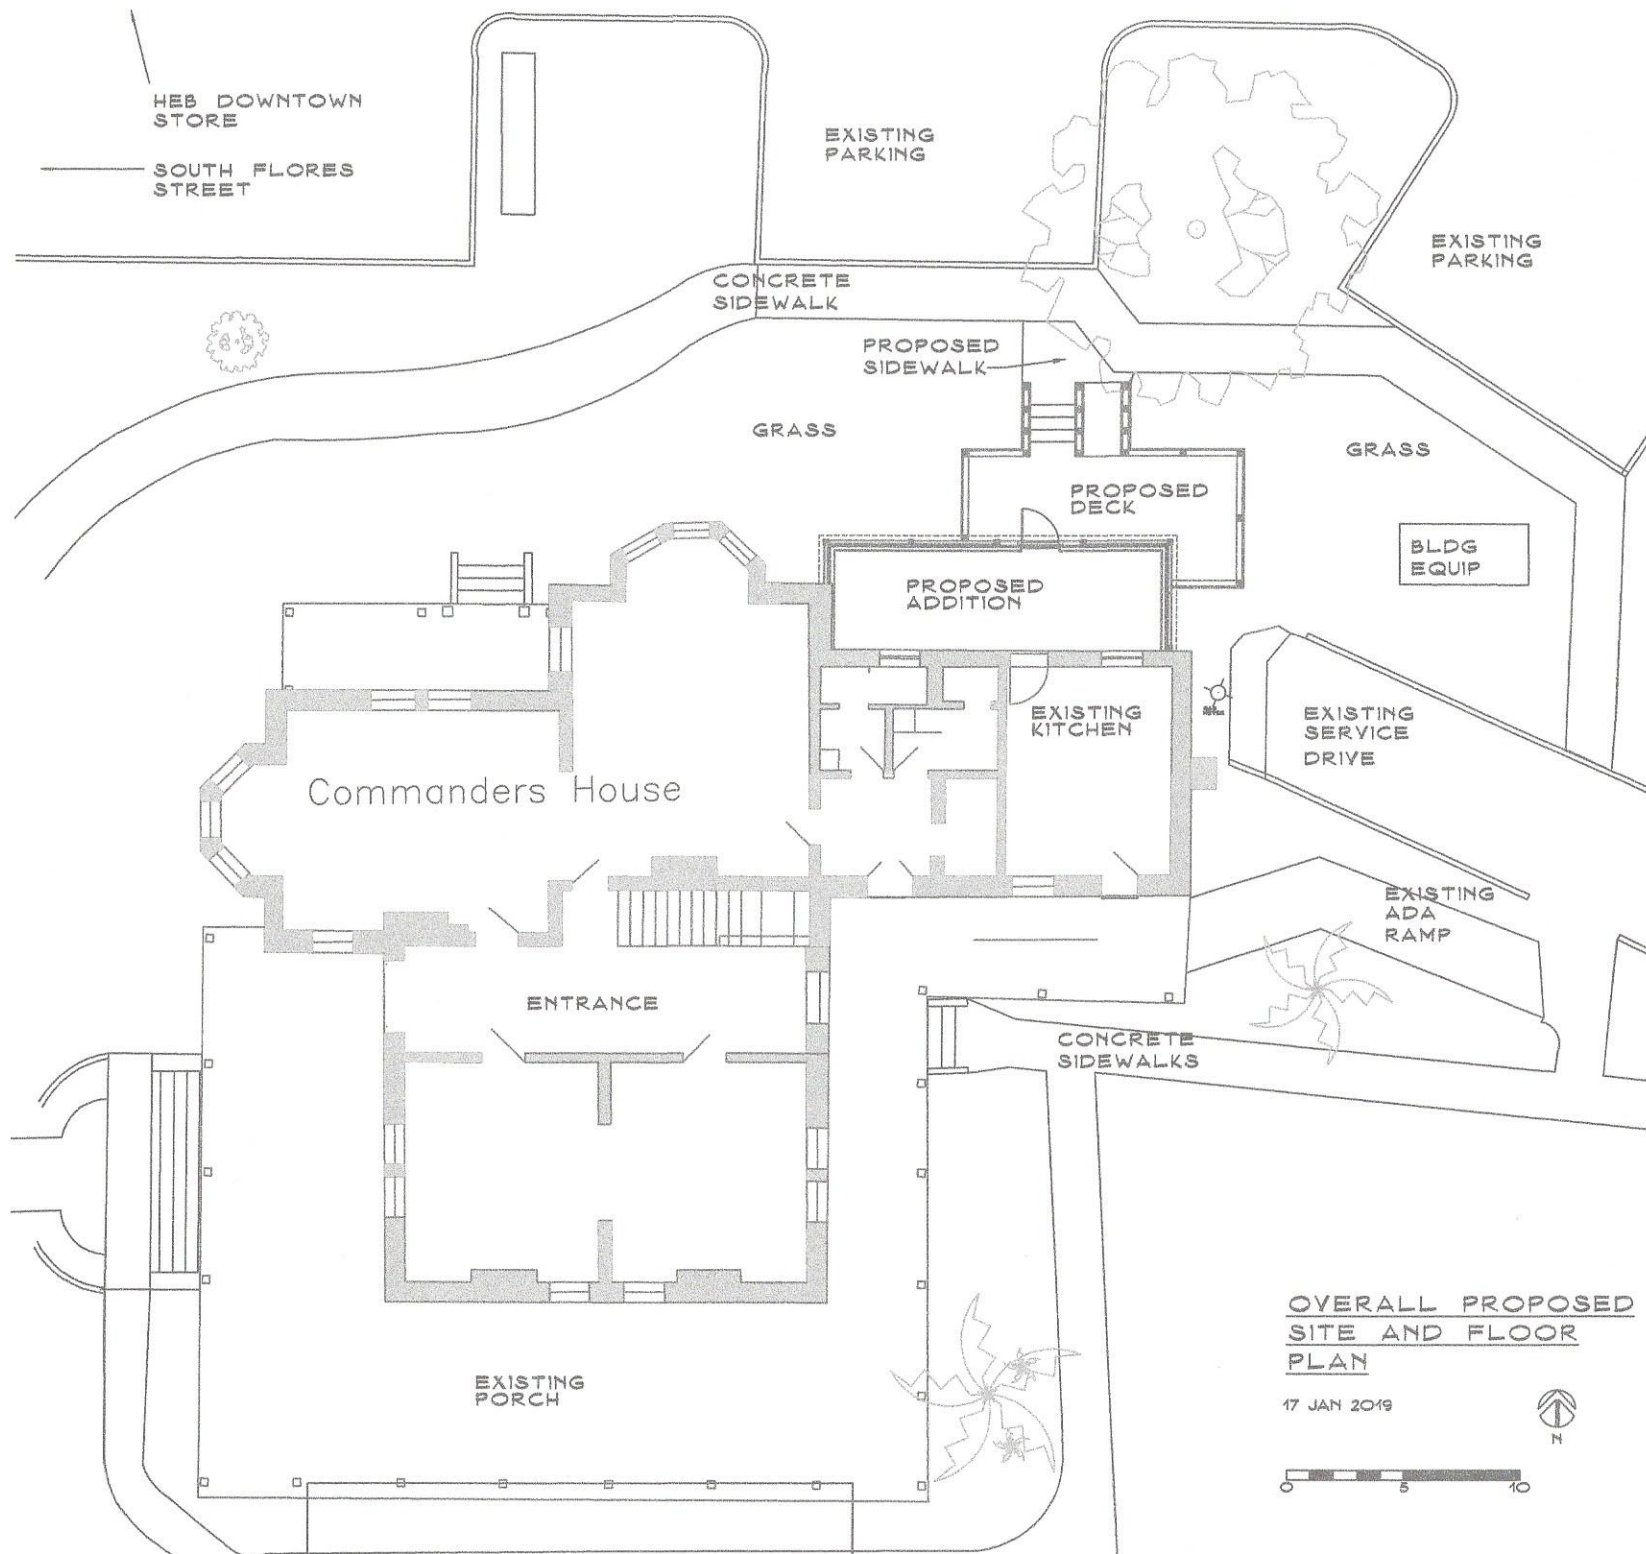 HEB DOWNTOWN
STORE
SOUTH FLORES
STREET
EXISTING
PARKING
EXISTING
PARKING
CONCRETE
SIDEWALK
PROPOSED
SIDEWALK
GRASS
GRASS
PROPOSED
DECK
BLDG
EQUIP
PROPOSED
ADDITION
EXISTING
KITCHEN
EXISTING
SERVICE
DRIVE
Commanders House
EXISTING
ADA
RAMP
ENTRANCE
CONCRETE
SIDEWALKS
EXISTING
PORCH
OVERALL PROPOSED
SITE AND FLOOR
PLAN
17 JAN 2019
N
0 5 10